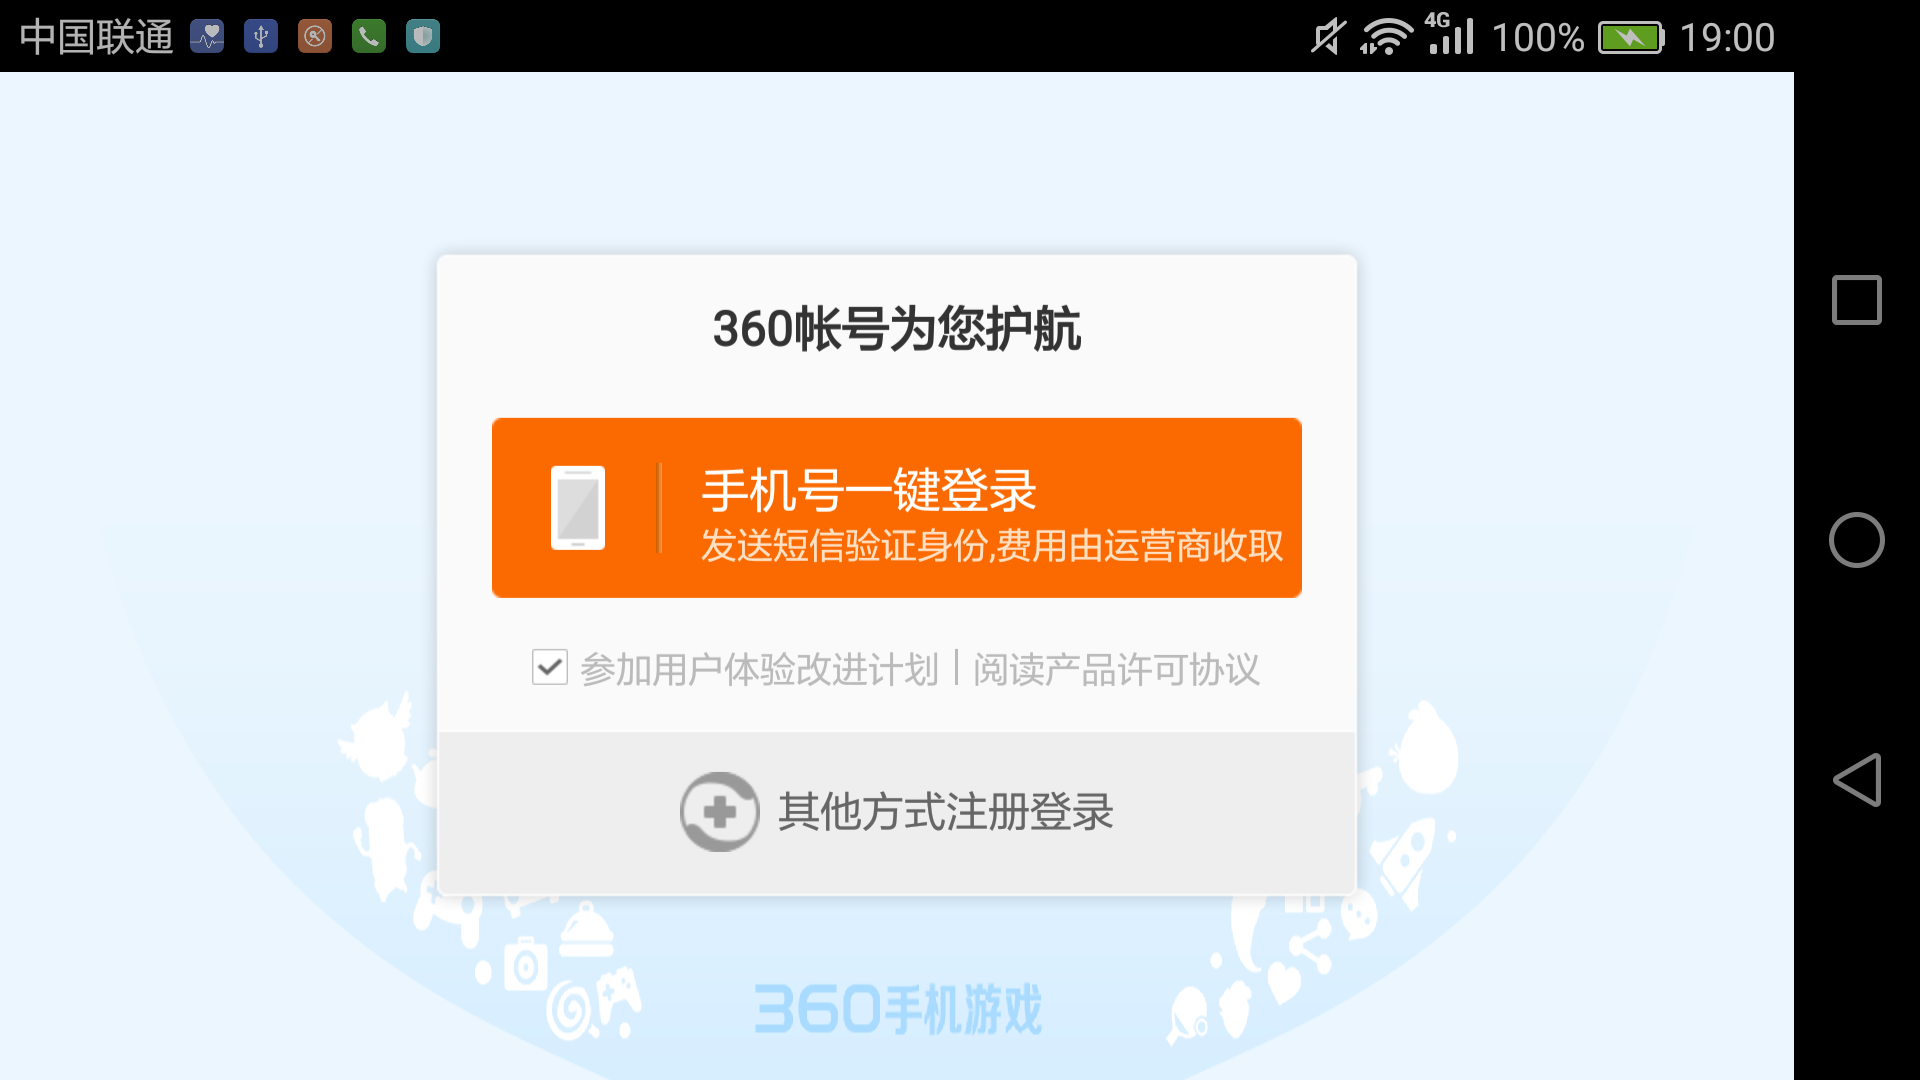 中国联通 4G 100% 19:00
360帐号为您护航
手机号一键登录
发送短信验证身份,费用由运营商收取
参加用户体验改进计划 | 阅读产品许可协议
其他方式注册登录
360手机游戏